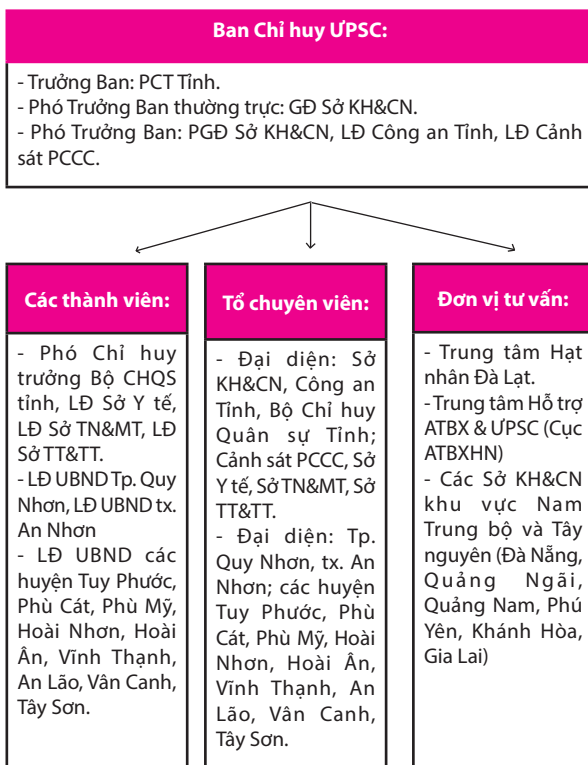 Ban Chỉ huy ƯPSC:
- Trưởng Ban: PCT Tỉnh.
- Phó Trưởng Ban thường trực: GĐ Sở KH&CN.
- Phó Trưởng Ban: PGĐ Sở KH&CN, LĐ Công an Tỉnh, LĐ Cảnh
sát PCCC.
Các thành viên:
- Phó Chỉ huy
trưởng Bộ CHQS
tỉnh, LĐ Sở Y tế,
LĐ Sở TN&MT, LĐ
Sở TT&TT.
- LĐ UBND Tp. Quy
Nhơn, LĐ UBND tx.
An Nhơn
- LĐ UBND các
huyện Tuy Phước,
Phù Cát, Phù Mỹ,
Hoài Nhơn, Hoài
Ân, Vĩnh Thạnh,
An Lão, Vân Canh,
Tây Sơn.
Tổ chuyên viên:
- Đại diện: Sở
KH&CN, Công an
Tỉnh, Bộ Chỉ huy
Quân sự Tỉnh;
Cảnh sát PCCC, Sở
Y tế, Sở TN&MT, Sở
TT&TT.
- Đại diện: Tp.
Quy Nhơn, tx. An
Nhơn; các huyện
Tuy Phước, Phù
Cát, Phù Mỹ, Hoài
Nhơn, Hoài Ân,
Vĩnh Thạnh, An
Lão, Vân Canh,
Tây Sơn.
Đơn vị tư vấn:
- Trung tâm Hạt
nhân Đà Lạt.
- Trung tâm Hỗ trợ
ATBX & ƯPSC (Cục
ATBXHN)
- Các Sở KH&CN
khu vực Nam
Trung bộ và Tây
nguyên (Đà Nẵng,
Quảng Ngãi,
Quảng Nam, Phú
Yên, Khánh Hòa,
Gia Lai)